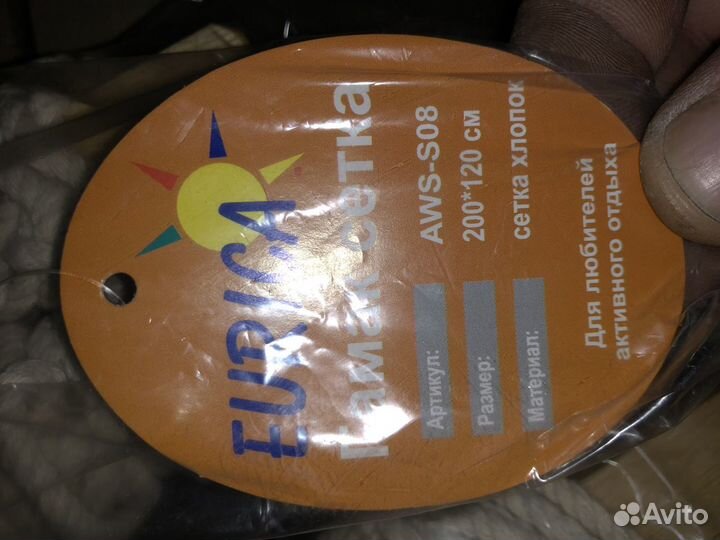 EURICA
Гамак сетка
Артикул: AWS-S08
Размер: 200*120 см
Материал: сетка хлопок
Для любителей
активного отдыха
Avito